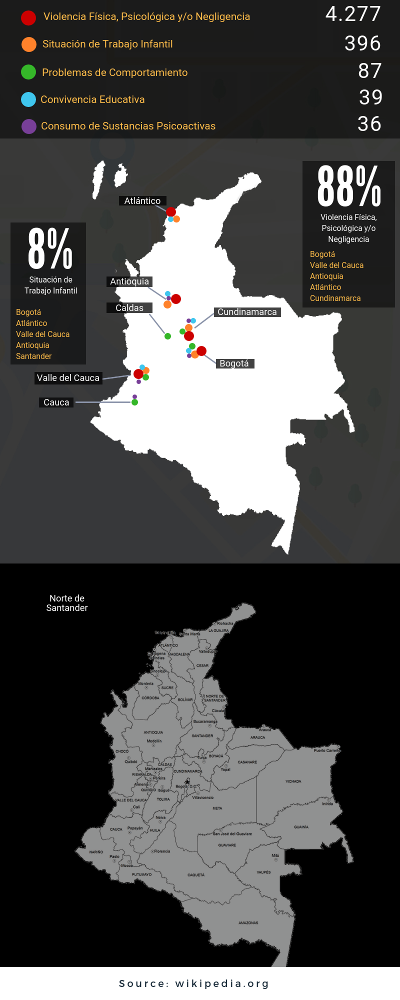 Violencia Física, Psicológica y/o Negligencia 4.277
Situación de Trabajo Infantil 396
Problemas de Comportamiento 87
Convivencia Educativa 39
Consumo de Sustancias Psicoactivas 36
88%
Violencia Física,
Psicológica y/o
Negligencia
Bogotá
Valle del Cauca
Antioquia
Atlántico
Cundinamarca
8%
Situación de
Trabajo Infantil
Bogotá
Atlántico
Valle del Cauca
Antioquia
Santander
Atlántico
Antioquia
Caldas
Cundinamarca
Bogotá
Valle del Cauca
Cauca
Norte de
Santander
Riohacha
LA GUAJIRA
Santa Marta
ATLÁNTICO
Valledupar
Cartagena
MAGDALENA
CESAR
Sincelejo
Montería
SUCRE
CÓRDOBA
BOLÍVAR
NORTE DE
SANTANDER
Cúcuta
Bucaramanga
ANTIOQUIA
SANTANDER
Arauca
ARAUCA
Medellín
CHOCÓ
Puerto Carreño
Quibdó
Tunja
BOYACÁ
CASANARE
CALDAS
Manizales
CUNDINAMARCA
Yopal
RISARALDA
Pereira
VICHADA
Armenia
QUINDIO
Ibagué
Bogotá, D.C.
Villavicencio
VALLE DEL CAUCA
TOLIMA
Inírida
Cali
META
Neiva
CAUCA
Popayán
HUILA
GUAINÍA
San José del Guaviare
GUAVIARE
NARIÑO
Florencia
Pasto
Mitú
Mocoa
PUTUMAYO
CAQUETÁ
VAUPÉS
AMAZONAS
Source: wikipedia.org